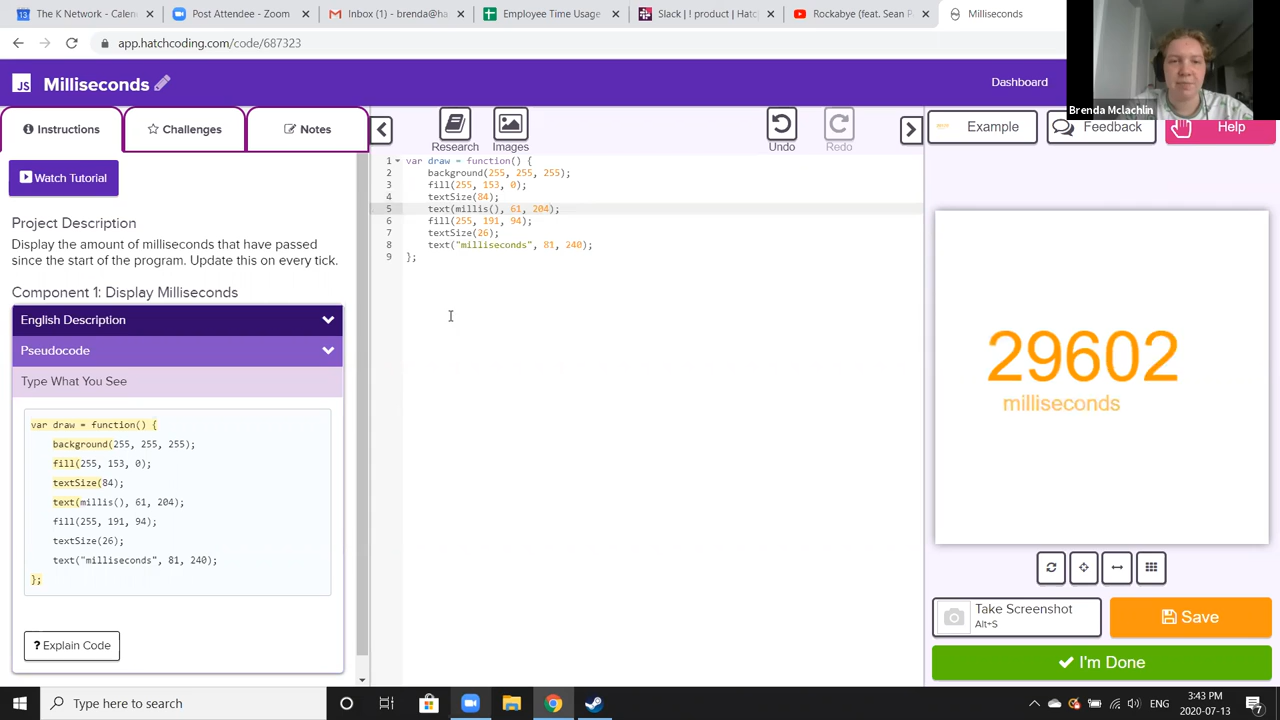 The K Network - Calen
Post Attendee - Zoom
Inbox (1) - brenda@ha
Employee Time Usage
Slack | ! product | Hatc
Rockabye (feat. Sean P
Milliseconds
app.hatchcoding.com/code/687323
JS Milliseconds
Dashboard
Brenda Mclachlin
Instructions
Challenges
Notes
Research
Images
Undo
Redo
Example
Feedback
Help
Watch Tutorial
Project Description
Display the amount of milliseconds that have passed
since the start of the program. Update this on every tick.
Component 1: Display Milliseconds
English Description
Pseudocode
Type What You See
var draw = function() {
background(255, 255, 255);
fill(255, 153, 0);
textSize(84);
text(millis(), 61, 204);
fill(255, 191, 94);
textSize(26);
text("milliseconds", 81, 240);
};
? Explain Code
1 var draw = function() {
2 background(255, 255, 255);
3 fill(255, 153, 0);
4 textSize(84);
5 text(millis(), 61, 204);
6 fill(255, 191, 94);
7 textSize(26);
8 text("milliseconds", 81, 240);
9 };
29602
milliseconds
Take Screenshot
Alt+S
Save
I'm Done
Type here to search
ENG
3:43 PM
2020-07-13
7